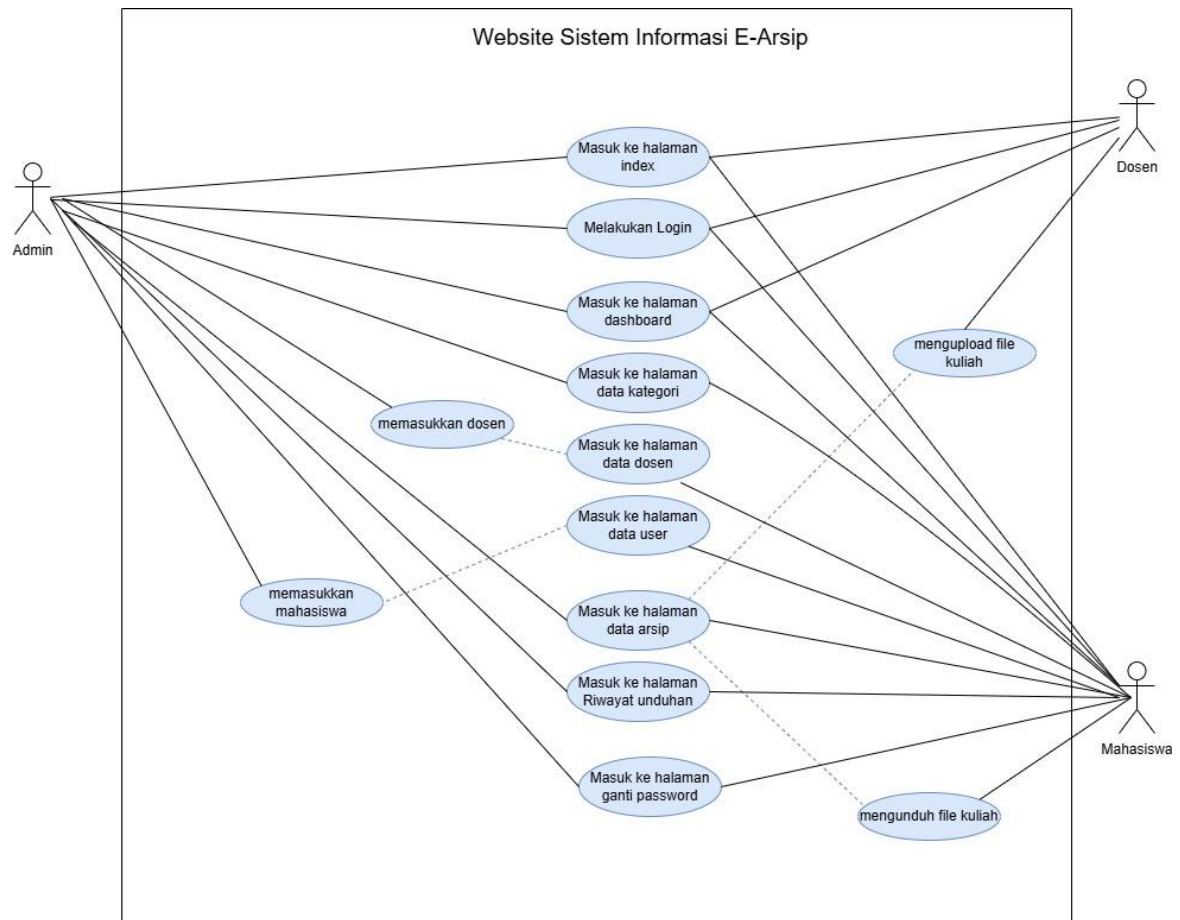 Website Sistem Informasi E-Arsip
Dosen
Admin
Masuk ke halaman
index
Melakukan Login
Masuk ke halaman
dashboard
mengupload file
kuliah
Masuk ke halaman
data kategori
memasukkan dosen
Masuk ke halaman
data dosen
Masuk ke halaman
data user
memasukkan
mahasiswa
Masuk ke halaman
data arsip
Masuk ke halaman
Riwayat unduhan
Mahasiswa
Masuk ke halaman
ganti password
mengunduh file kuliah